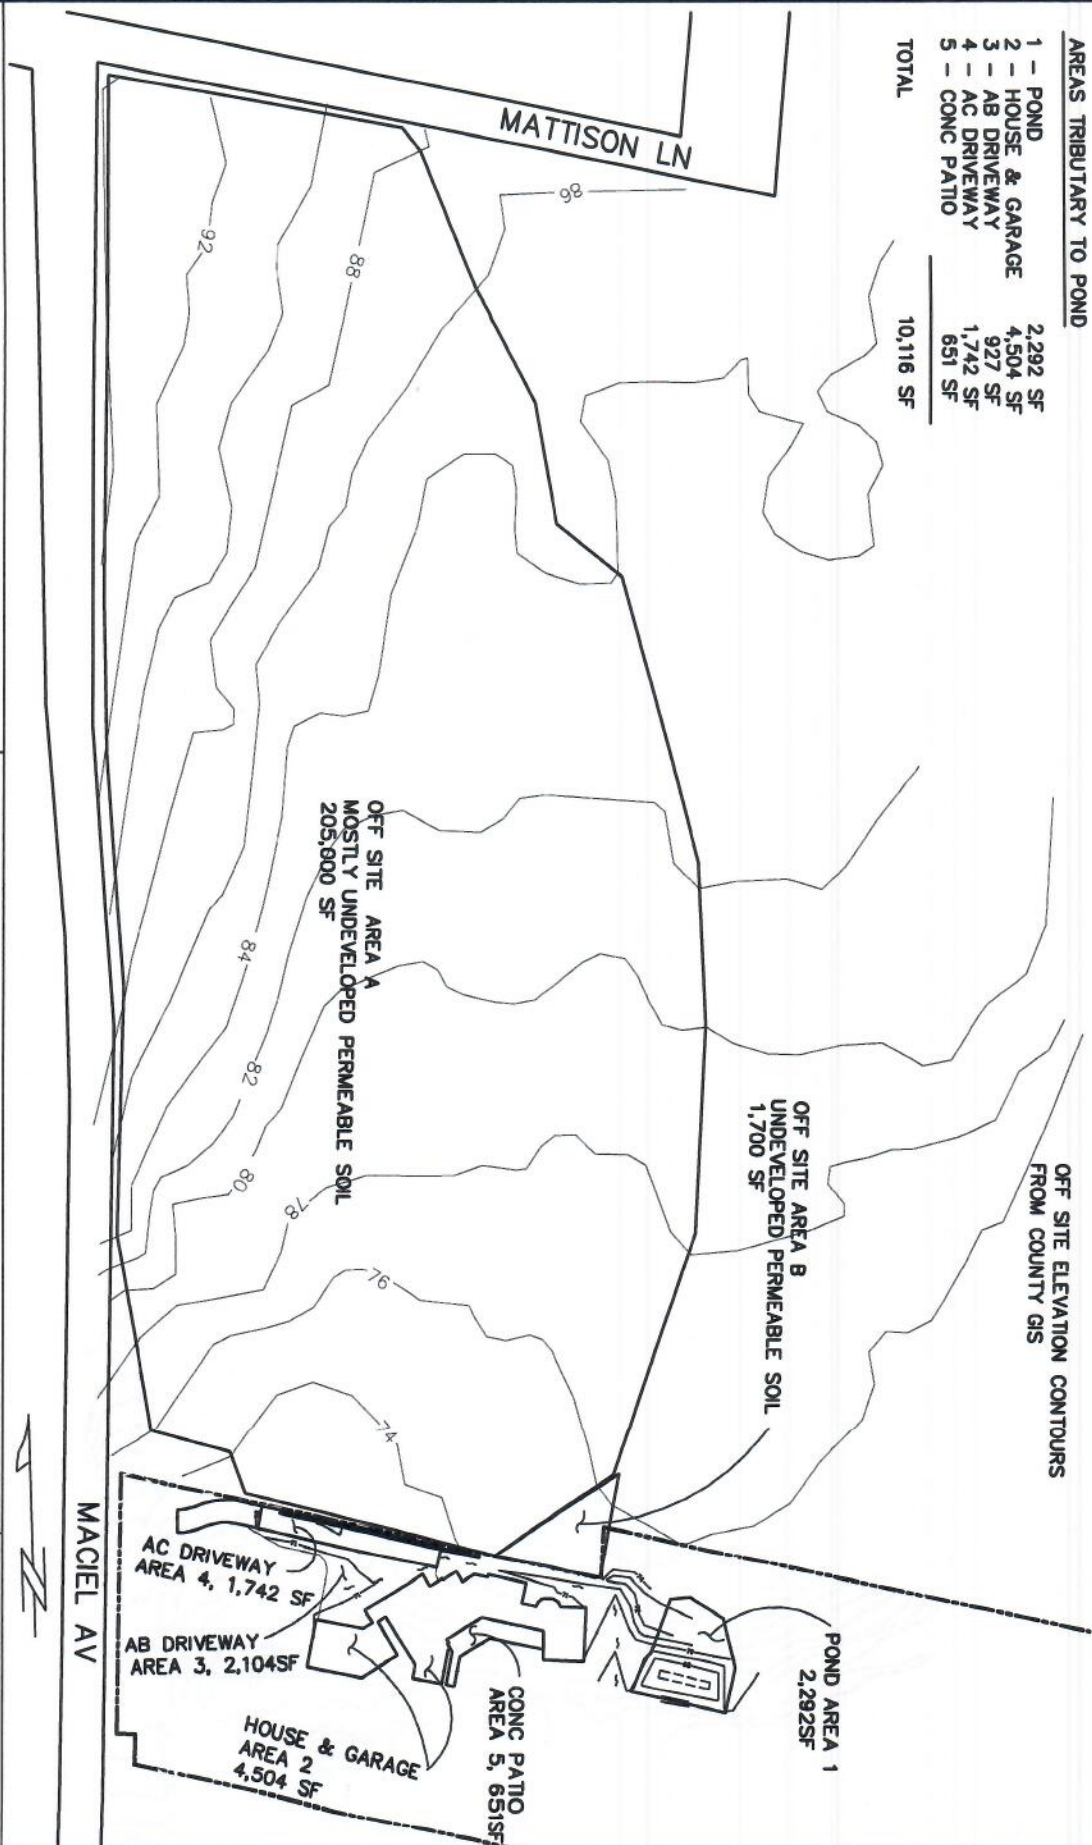 AREAS TRIBUTARY TO POND
1 - POND 2,292 SF
2 - HOUSE & GARAGE 4,504 SF
3 - AB DRIVEWAY 927 SF
4 - AC DRIVEWAY 1,742 SF
5 - CONC PATIO 651 SF
TOTAL 10,116 SF
MATTISON LN
OFF SITE ELEVATION CONTOURS
FROM COUNTY GIS
OFF SITE AREA B
UNDEVELOPED PERMEABLE SOIL
1,700 SF
OFF SITE AREA A
MOSTLY UNDEVELOPED PERMEABLE SOIL
205,000 SF
92
88
86
84
82
80
78
76
74
POND AREA 1
2,292SF
CONC PATIO
AREA 5, 651SF
HOUSE & GARAGE
AREA 2
4,504 SF
AB DRIVEWAY
AREA 3, 2,104SF
AC DRIVEWAY
AREA 4, 1,742 SF
MACIEL AV
N